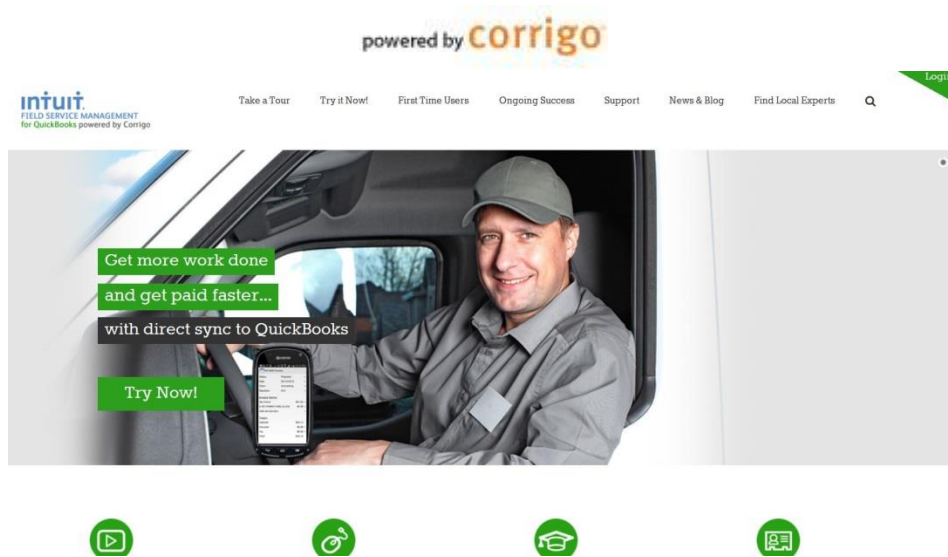 powered by corrigo
Login
intuit.
FIELD SERVICE MANAGEMENT
for QuickBooks powered by Corrigo
Take a Tour Try it Now! First Time Users Ongoing Success Support News & Blog Find Local Experts
Get more work done
and get paid faster...
with direct sync to QuickBooks
Try Now!